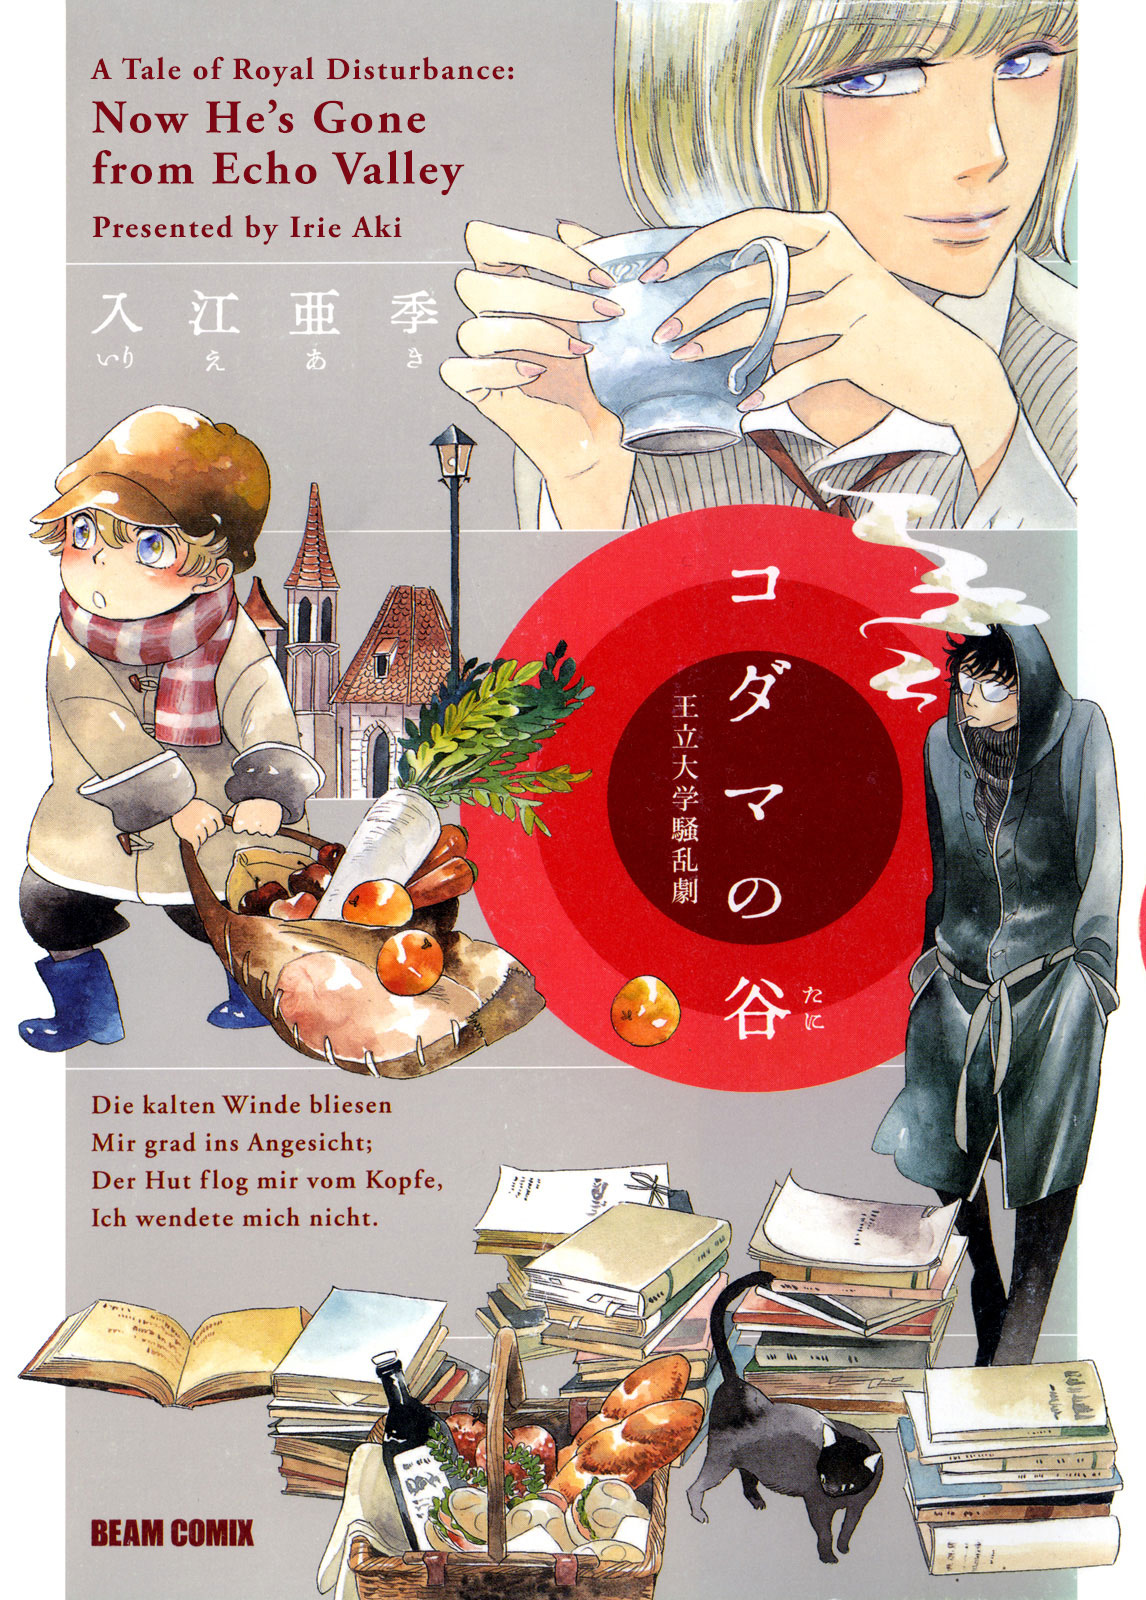 A Tale of Royal Disturbance:
Now He's Gone
from Echo Valley
Presented by Irie Aki
入江亜季
いりえあき
コダマの谷
たに
王立大学騒乱劇
Die kalten Winde bliesen
Mir grad ins Angesicht;
Der Hut flog mir vom Kopfe,
Ich wendete mich nicht.
BEAM COMIX